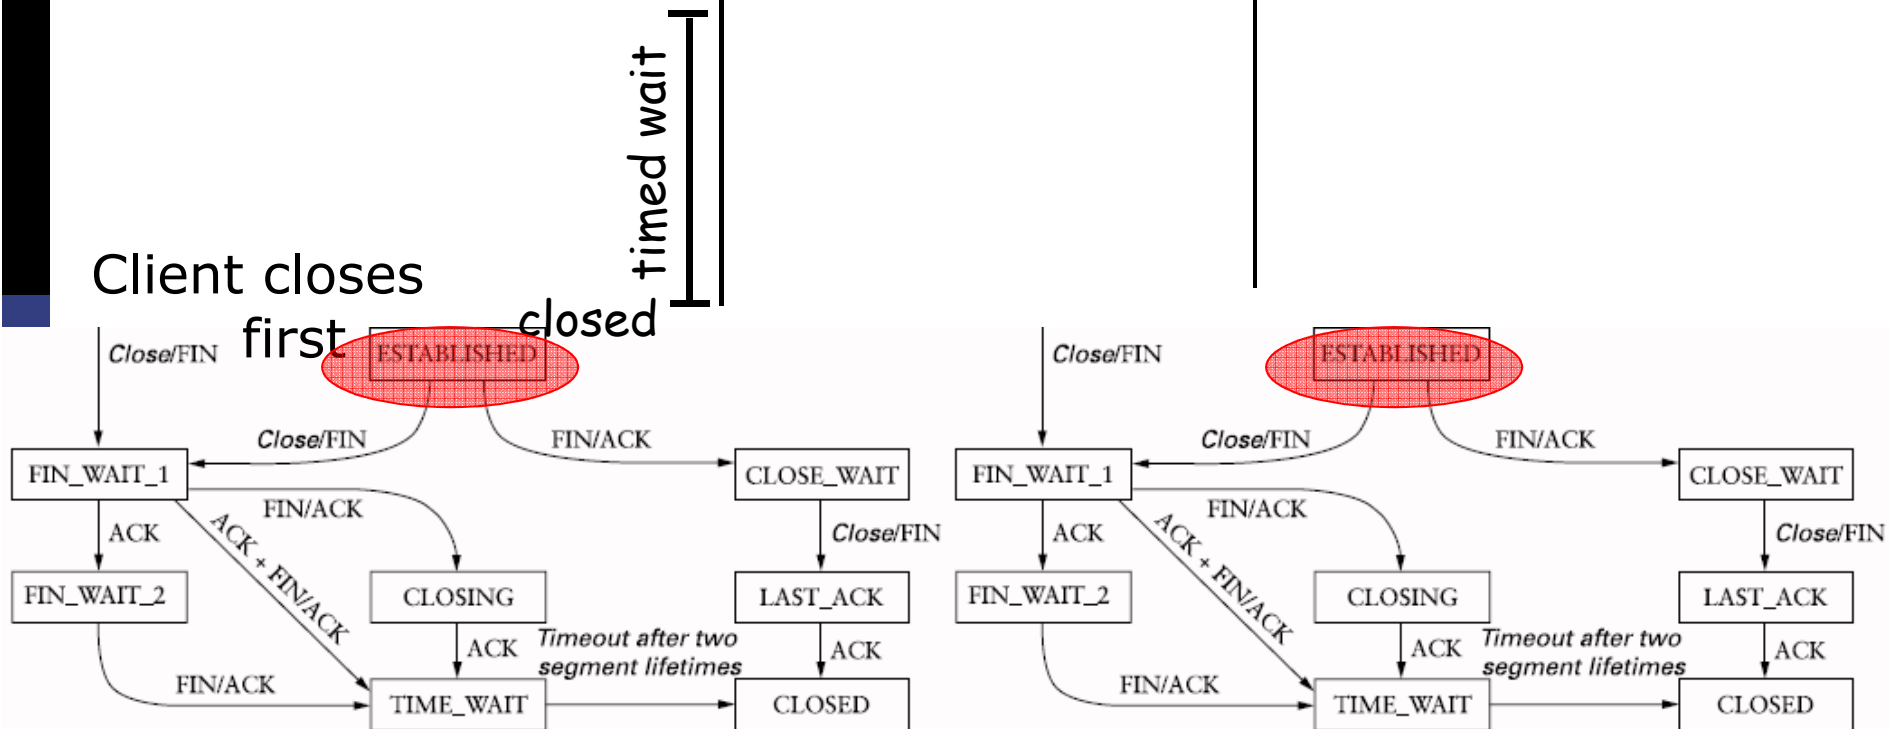 timed wait
Client closes
first
closed
Close/FIN
ESTABLISHED
Close/FIN
FIN/ACK
FIN_WAIT_1
CLOSE_WAIT
FIN/ACK
ACK
ACK + FIN/ACK
Close/FIN
FIN_WAIT_2
CLOSING
LAST_ACK
ACK
Timeout after two
segment lifetimes
ACK
FIN/ACK
TIME_WAIT
CLOSED
Close/FIN
ESTABLISHED
Close/FIN
FIN/ACK
FIN_WAIT_1
CLOSE_WAIT
FIN/ACK
ACK
ACK + FIN/ACK
Close/FIN
FIN_WAIT_2
CLOSING
LAST_ACK
ACK
Timeout after two
segment lifetimes
ACK
FIN/ACK
TIME_WAIT
CLOSED